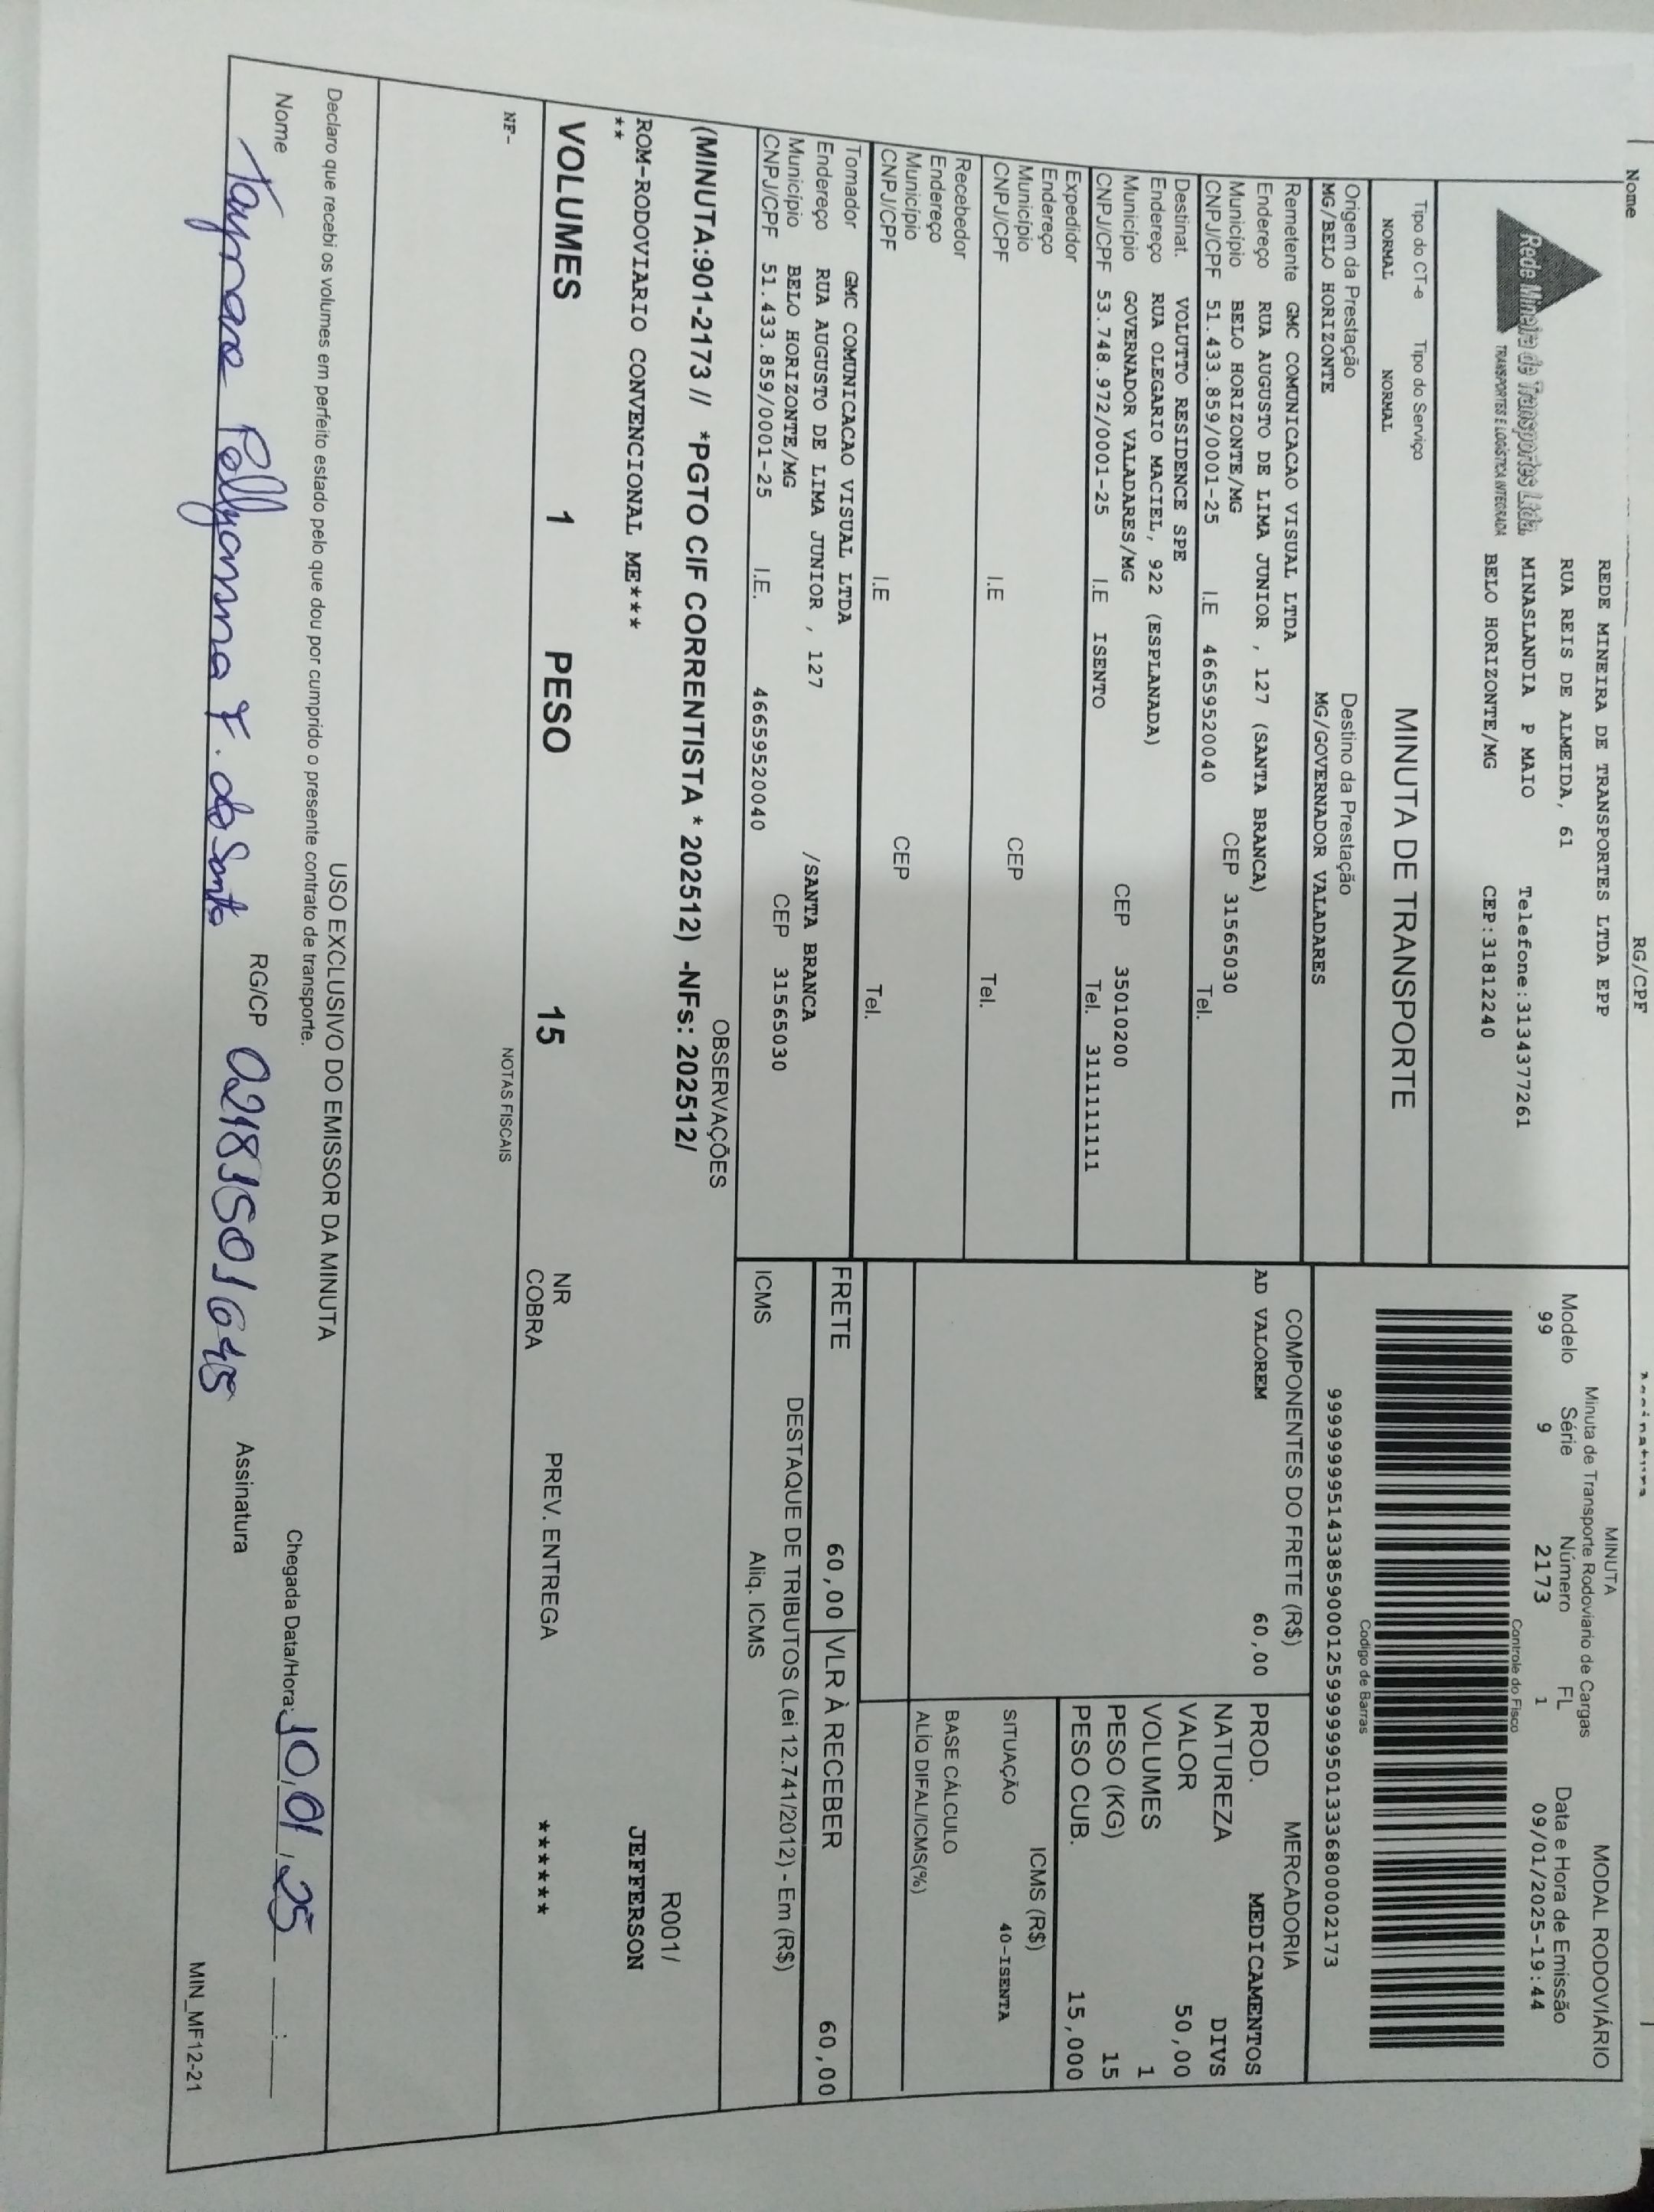 Nome RG/CPF
Rede Mineira de Transportes Ltda.
TRANSPORTES E LOGÍSTICA INTEGRADA
REDE MINEIRA DE TRANSPORTES LTDA EPP
RUA REIS DE ALMEIDA, 61
MINASLANDIA P MAIO Telefone:3134377261
BELO HORIZONTE/MG CEP:31812240
MODAL RODOVIÁRIO
MINUTA
Minuta de Transporte Rodoviario de Cargas
Modelo Série Número FL Data e Hora de Emissão
99 9 2173 1 09/01/2025-19:44
Controle do Fisco
Codigo de Barras
99999999951433859000125999999950133368000002173
Tipo do CT-e Tipo do Serviço
NORMAL NORMAL
MINUTA DE TRANSPORTE
Origem da Prestação Destino da Prestação
MG/BELO HORIZONTE MG/GOVERNADOR VALADARES
Remetente GMC COMUNICACAO VISUAL LTDA
Endereço RUA AUGUSTO DE LIMA JUNIOR , 127 (SANTA BRANCA)
Município BELO HORIZONTE/MG CEP 31565030
CNPJ/CPF 51.433.859/0001-25 I.E 46659520040 Tel.
Destinat. VOLUTTO RESIDENCE SPE
Endereço RUA OLEGARIO MACIEL, 922 (ESPLANADA)
Município GOVERNADOR VALADARES/MG CEP 35010200
CNPJ/CPF 53.748.972/0001-25 I.E ISENTO Tel. 3111111111
Expedidor
Endereço
Município CEP
CNPJ/CPF I.E Tel.
Recebedor
Endereço
Município CEP
CNPJ/CPF I.E Tel.
Tomador GMC COMUNICACAO VISUAL LTDA
Endereço RUA AUGUSTO DE LIMA JUNIOR , 127 /SANTA BRANCA
Município BELO HORIZONTE/MG CEP 31565030
CNPJ/CPF 51.433.859/0001-25 I.E. 46659520040
COMPONENTES DO FRETE (R$)
AD VALOREM 60,00
MERCADORIA
PROD. MEDICAMENTOS
NATUREZA DIVS
VALOR 50,00
VOLUMES 1
PESO (KG) 15
PESO CUB. 15,000
ICMS (R$)
SITUAÇÃO 40-ISENTA
BASE CÁLCULO
ALÍQ DIFAL/ICMS(%)
FRETE 60,00 VLR À RECEBER 60,00
DESTAQUE DE TRIBUTOS (Lei 12.741/2012) - Em (R$)
ICMS Aliq. ICMS
OBSERVAÇÕES
(MINUTA:901-2173 // *PGTO CIF CORRENTISTA * 202512) -NFs: 202512/ R001/
ROM-RODOVIARIO CONVENCIONAL ME**** JEFFERSON
**
VOLUMES 1 PESO 15 NR COBRA PREV. ENTREGA ******
NOTAS FISCAIS
NF-
USO EXCLUSIVO DO EMISSOR DA MINUTA
Declaro que recebi os volumes em perfeito estado pelo que dou por cumprido o presente contrato de transporte.
Chegada Data/Hora: 10,01,25 :
Nome Pollyanna F. do Santo RG/CP Assinatura
MIN_MF12-21